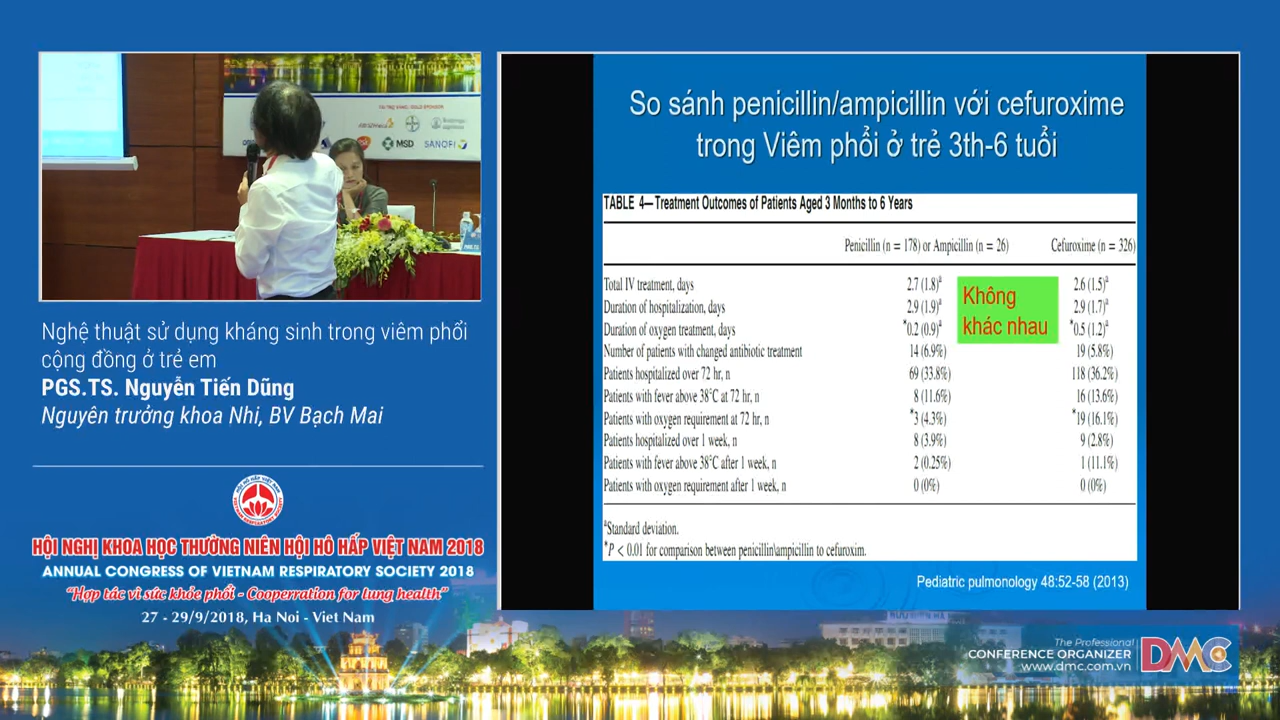 TÀI TRỢ VÀNG/ GOLD SPONSOR
MSD
SANOFI
Nghệ thuật sử dụng kháng sinh trong viêm phổi
cộng đồng ở trẻ em
PGS.TS. Nguyễn Tiến Dũng
Nguyên trưởng khoa Nhi, BV Bạch Mai
HỘI NGHỊ KHOA HỌC THƯỜNG NIÊN HỘI HÔ HẤP VIỆT NAM 2018
ANNUAL CONGRESS OF VIETNAM RESPIRATORY SOCIETY 2018
"Hợp tác vì sức khỏe phổi - Cooperration for lung health"
27 - 29/9/2018, Ha Noi - Viet Nam
So sánh penicillin/ampicillin với cefuroxime
trong Viêm phổi ở trẻ 3th-6 tuổi
TABLE 4—Treatment Outcomes of Patients Aged 3 Months to 6 Years
Penicillin (n = 178) or Ampicillin (n = 26) Cefuroxime (n = 326)
Total IV treatment, days 2.7 (1.8)a 2.6 (1.5)a
Duration of hospitalization, days 2.9 (1.9)a 2.9 (1.7)a
Duration of oxygen treatment, days *0.2 (0.9)a *0.5 (1.2)a
Number of patients with changed antibiotic treatment 14 (6.9%) 19 (5.8%)
Patients hospitalized over 72 hr, n 69 (33.8%) 118 (36.2%)
Patients with fever above 38°C at 72 hr, n 8 (11.6%) 16 (13.6%)
Patients with oxygen requirement at 72 hr, n *3 (4.3%) *19 (16.1%)
Patients hospitalized over 1 week, n 8 (3.9%) 9 (2.8%)
Patients with fever above 38°C after 1 week, n 2 (0.25%) 1 (11.1%)
Patients with oxygen requirement after 1 week, n 0 (0%) 0 (0%)
Không
khác nhau
aStandard deviation.
*P < 0.01 for comparison between penicillin\ampicillin to cefuroxim.
Pediatric pulmonology 48:52-58 (2013)
The Professional
CONFERENCE ORGANIZER
www.dmc.com.vn
DMC